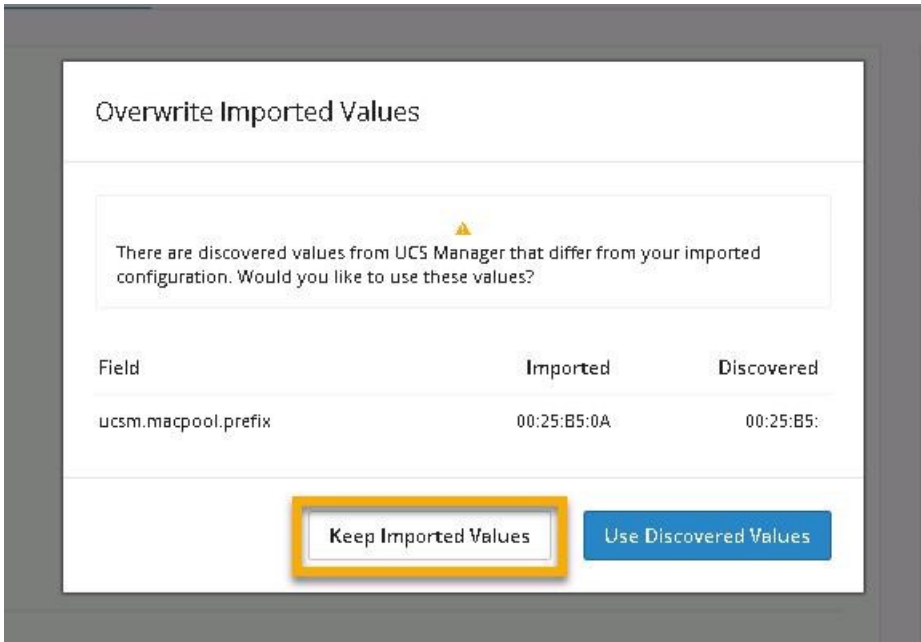 Overwrite Imported Values
There are discovered values from UCS Manager that differ from your imported
configuration. Would you like to use these values?
Field Imported Discovered
ucsm.macpool.prefix 00:25:B5:0A 00:25:B5:
Keep Imported Values Use Discovered Values